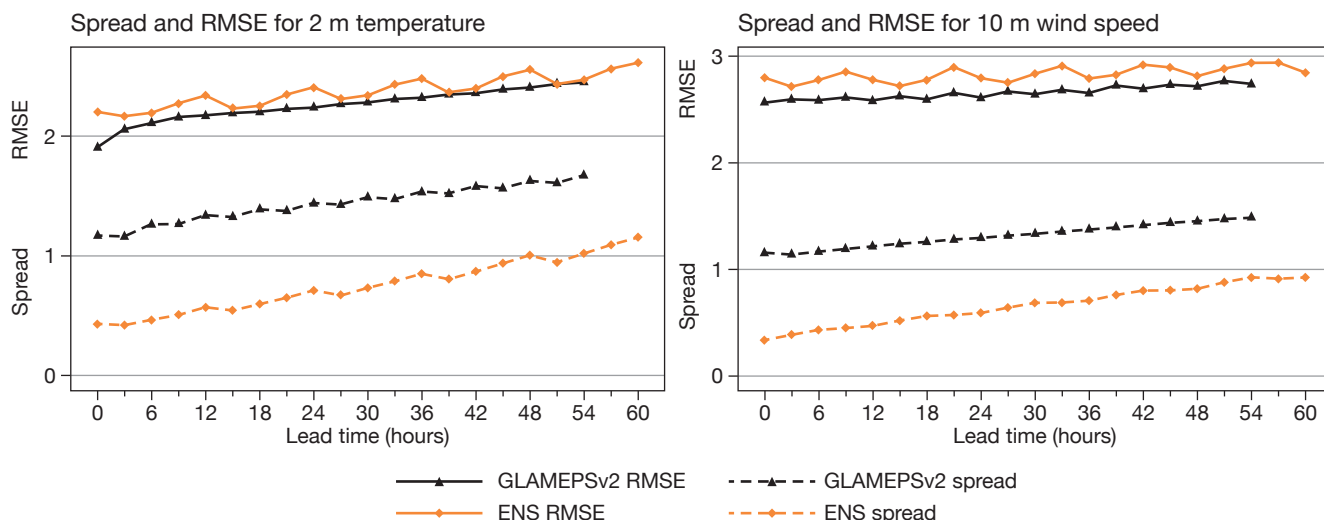 Spread and RMSE for 2 m temperature
RMSE
Spread
2
1
0
0 6 12 18 24 30 36 42 48 54 60
Lead time (hours)
Spread and RMSE for 10 m wind speed
RMSE
Spread
3
2
1
0
0 6 12 18 24 30 36 42 48 54 60
Lead time (hours)
GLAMEPSv2 RMSE
GLAMEPSv2 spread
ENS RMSE
ENS spread